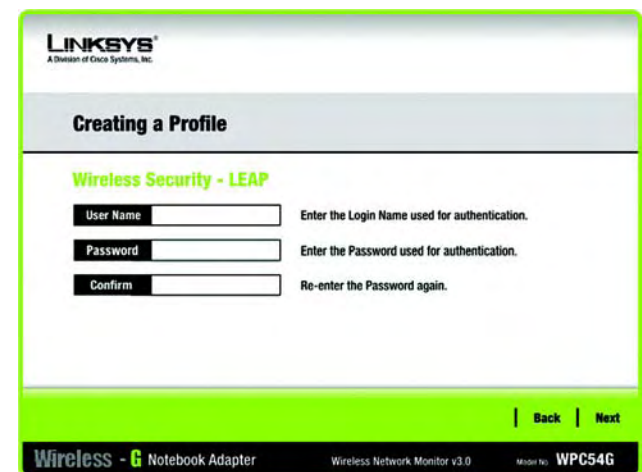 LINKSYS®
A Division of Cisco Systems, Inc.
Creating a Profile
Wireless Security - LEAP
User Name Enter the Login Name used for authentication.
Password Enter the Password used for authentication.
Confirm Re-enter the Password again.
Back Next
Wireless - G Notebook Adapter Wireless Network Monitor v3.0 Model No. WPC54G